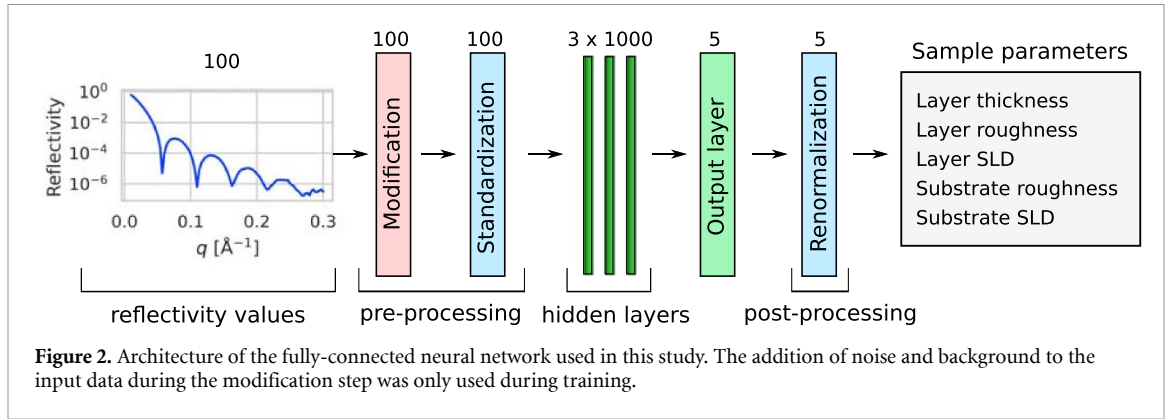 100
Reflectivity
10⁰
10⁻²
10⁻⁴
10⁻⁶
0.0 0.1 0.2 0.3
q [Å⁻¹]
reflectivity values
100 100
Modification
Standardization
pre-processing
3 x 1000
hidden layers
5
Output layer
5
Renormalization
post-processing
Sample parameters
Layer thickness
Layer roughness
Layer SLD
Substrate roughness
Substrate SLD
Figure 2. Architecture of the fully-connected neural network used in this study. The addition of noise and background to the
input data during the modification step was only used during training.